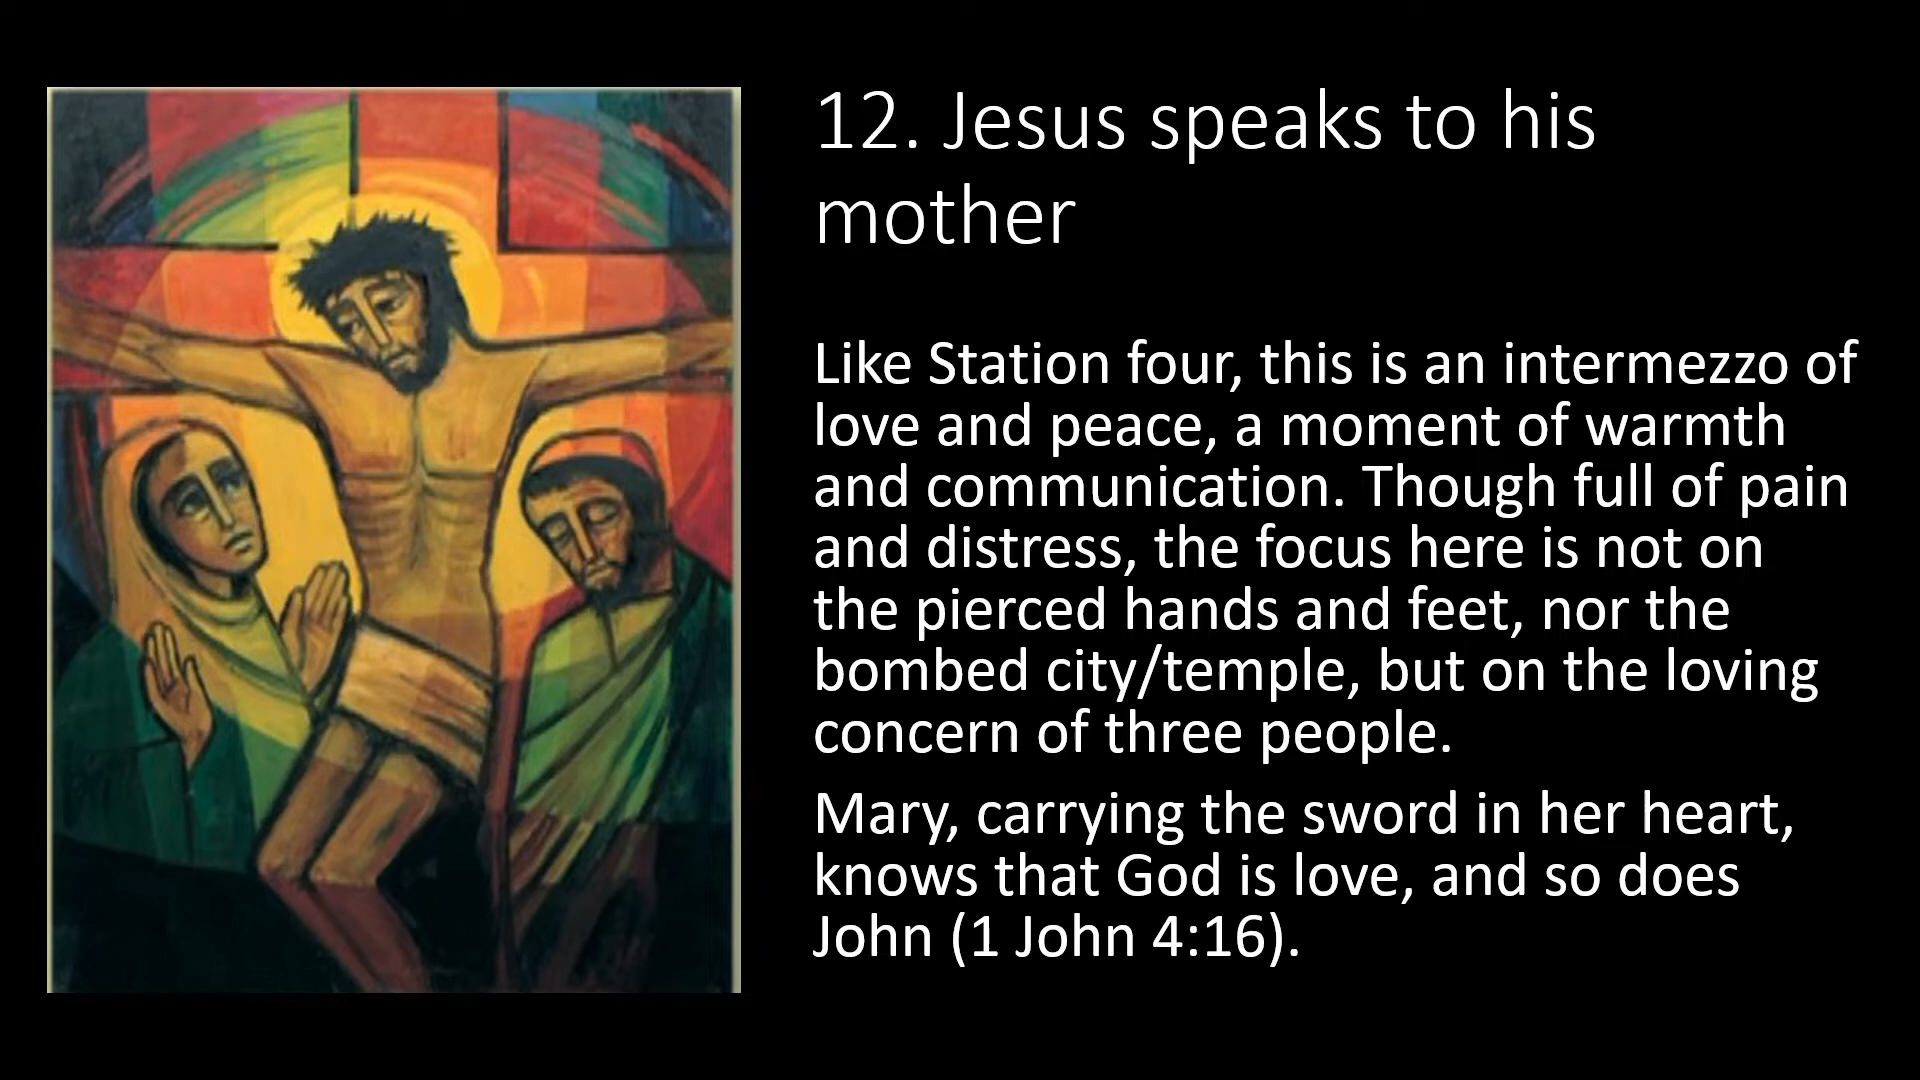 12. Jesus speaks to his
mother
Like Station four, this is an intermezzo of
love and peace, a moment of warmth
and communication. Though full of pain
and distress, the focus here is not on
the pierced hands and feet, nor the
bombed city/temple, but on the loving
concern of three people.
Mary, carrying the sword in her heart,
knows that God is love, and so does
John (1 John 4:16).